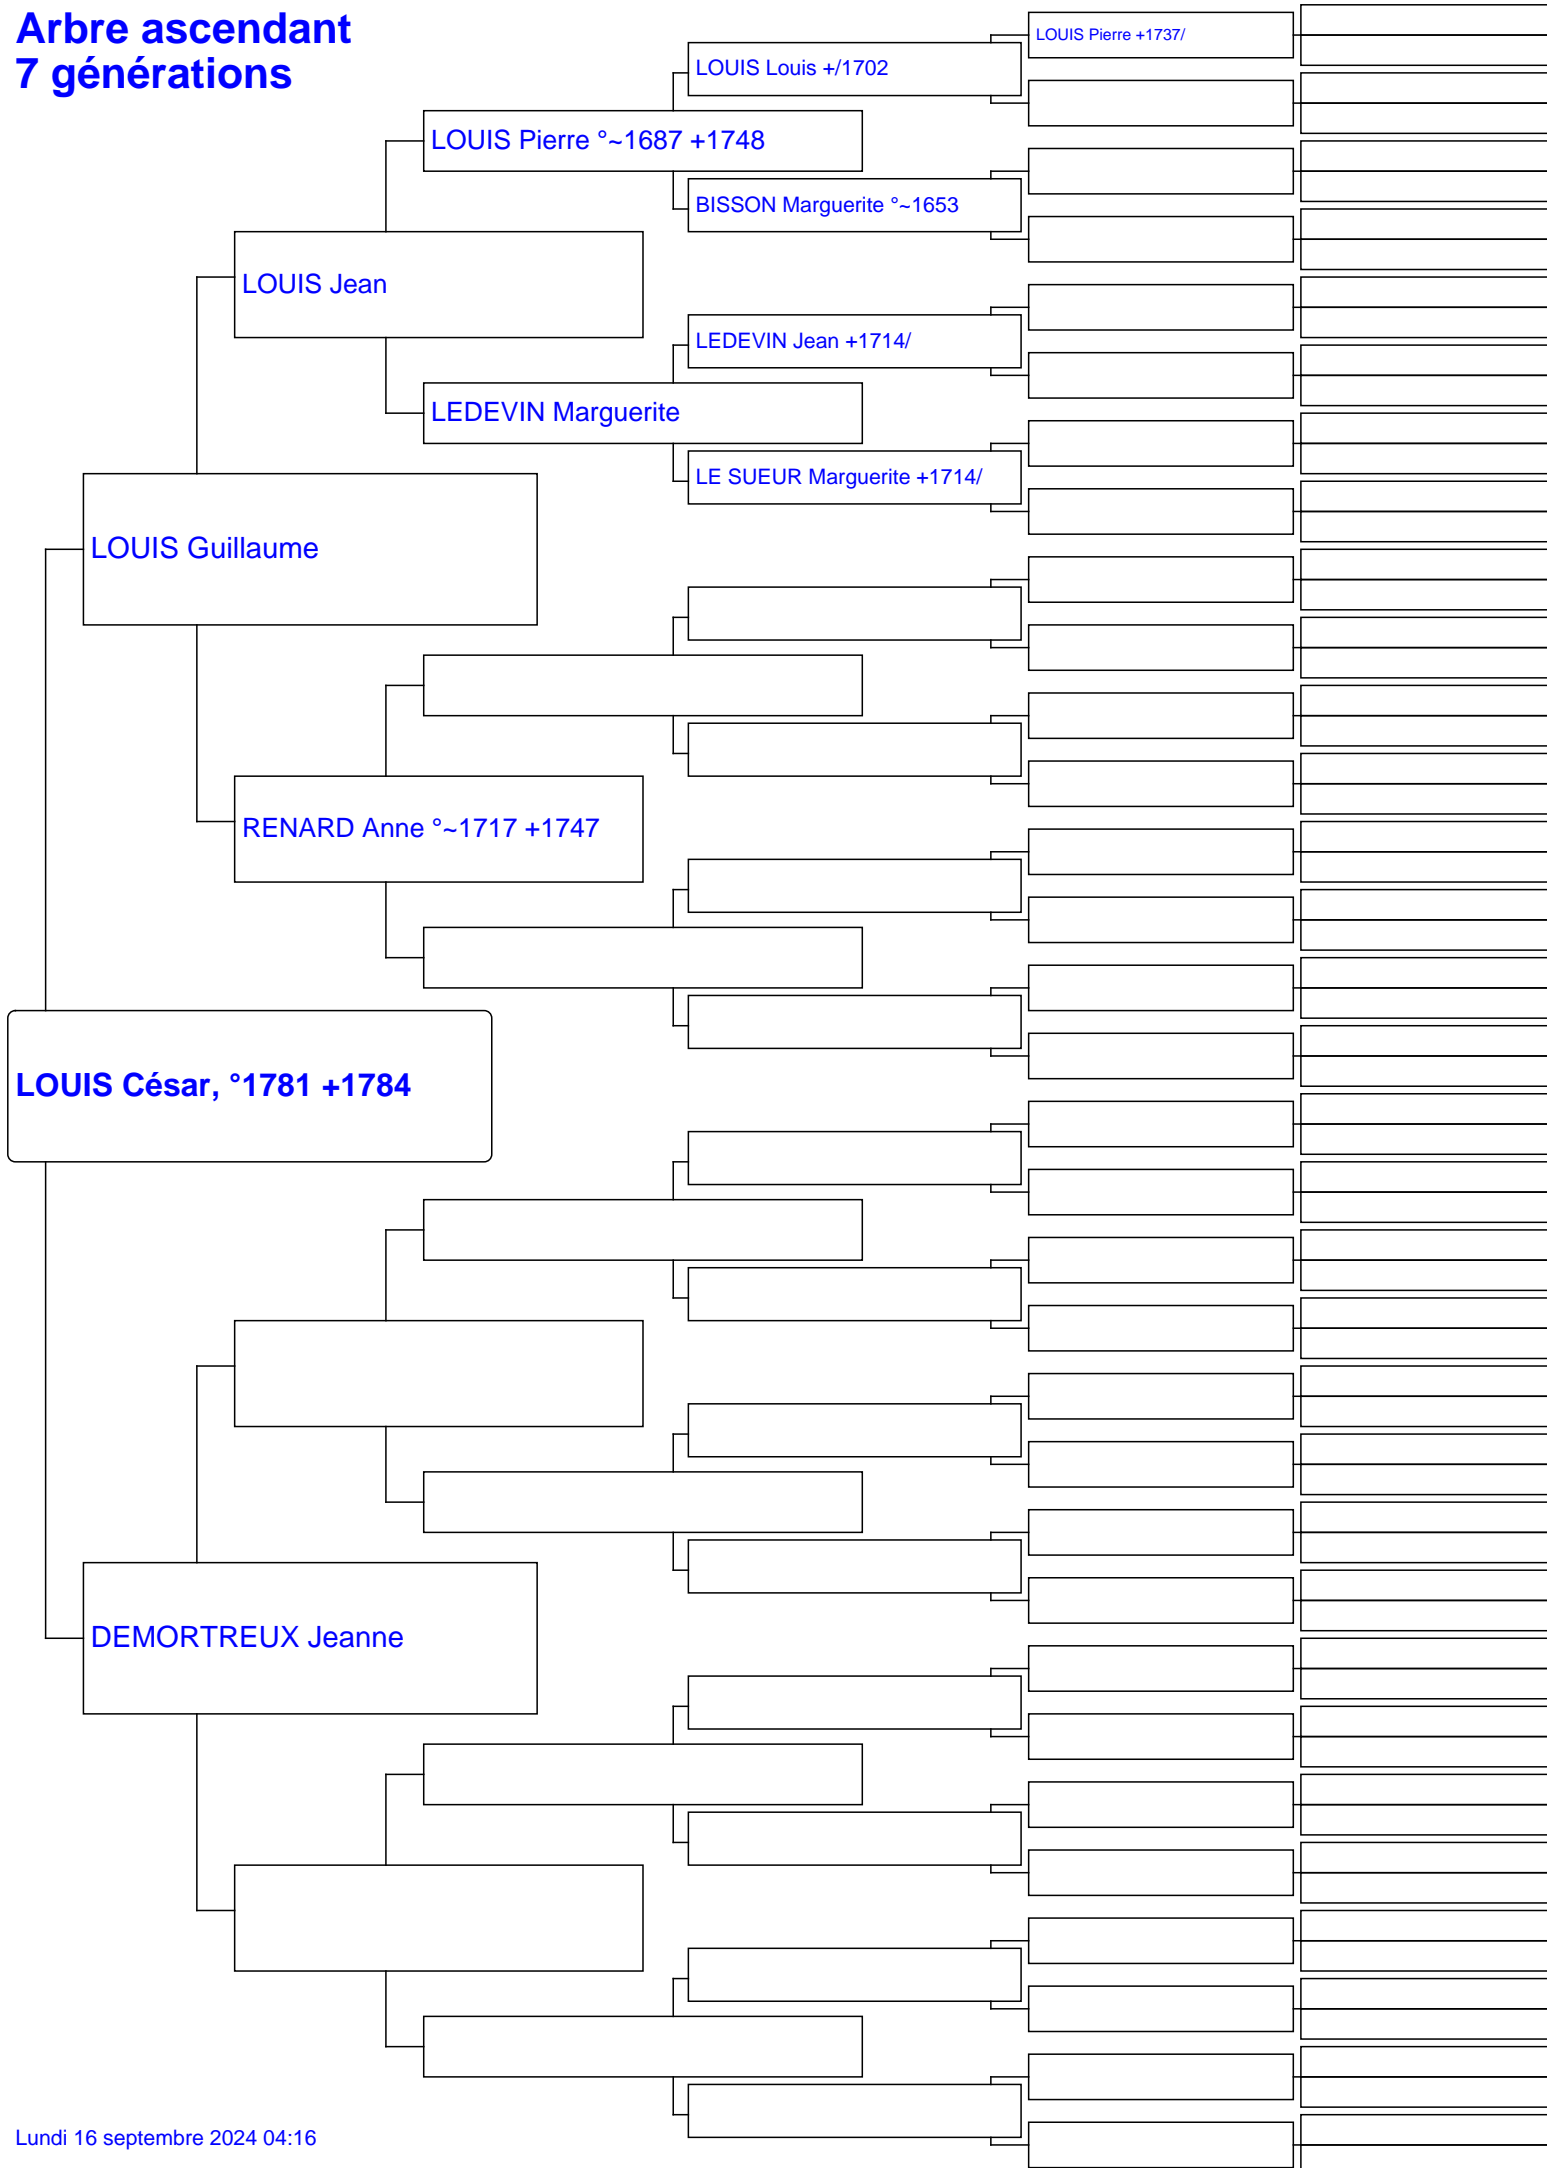 Arbre ascendant
7 générations
LOUIS Pierre +1737/
LOUIS Louis +/1702
LOUIS Pierre °~1687 +1748
BISSON Marguerite °~1653
LOUIS Jean
LEDEVIN Jean +1714/
LEDEVIN Marguerite
LE SUEUR Marguerite +1714/
LOUIS Guillaume
RENARD Anne °~1717 +1747
LOUIS César, °1781 +1784
DEMORTREUX Jeanne
Lundi 16 septembre 2024 04:16